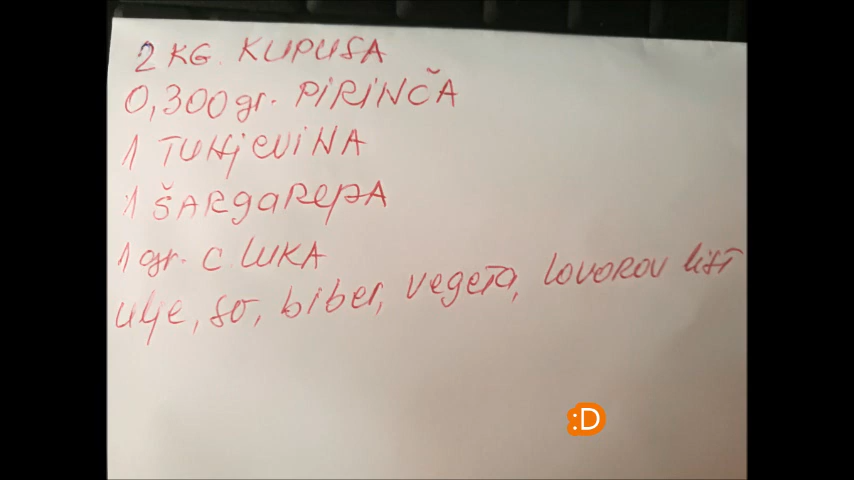 2 KG. KUPUSA
0,300 gr. PIRINČA
1 TUNJEVINA
1 ŠARGAREPA
1 gr. C. LUKA
ulje, so, biber, vegeta, lovorov list
:D